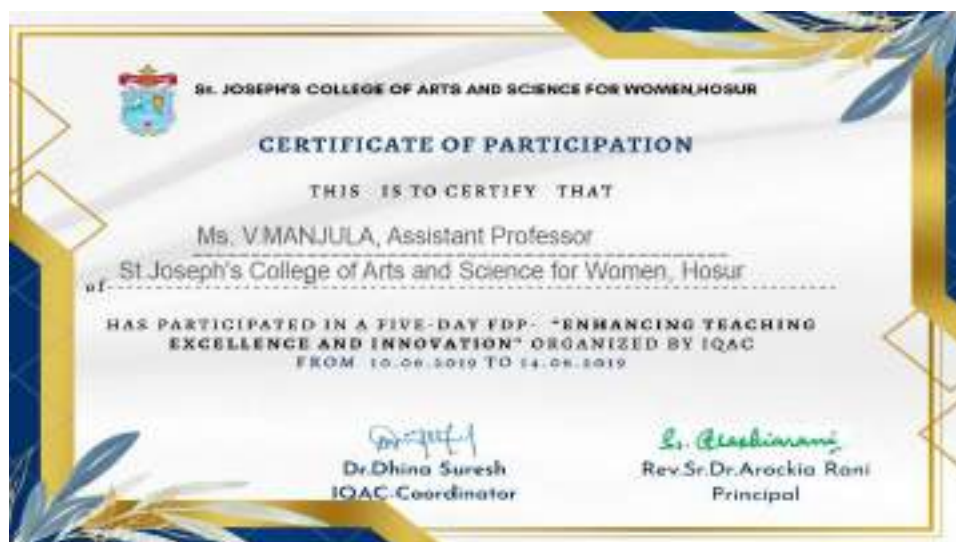 St. JOSEPH'S COLLEGE OF ARTS AND SCIENCE FOR WOMEN,HOSUR
CERTIFICATE OF PARTICIPATION
THIS IS TO CERTIFY THAT
Ms. V.MANJULA, Assistant Professor
of St.Joseph's College of Arts and Science for Women, Hosur
HAS PARTICIPATED IN A FIVE-DAY FDP- "ENHANCING TEACHING
EXCELLENCE AND INNOVATION" ORGANIZED BY IQAC
FROM 10.06.2019 TO 14.06.2019
Dr.Dhina Suresh
Rev.Sr.Dr.Arockia Rani
IQAC-Coordinator
Principal